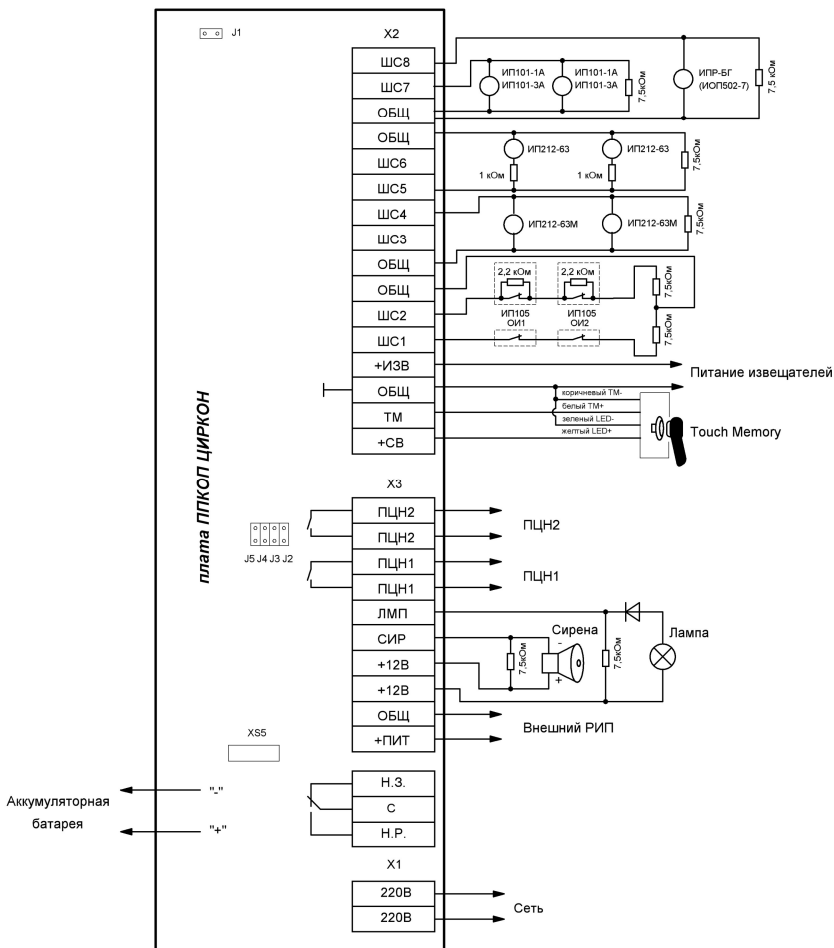 J1
X2
ШС8
ШС7
ОБЩ
ОБЩ
ШС6
ШС5
ШС4
ШС3
ОБЩ
ОБЩ
ШС2
ШС1
+ИЗВ
ОБЩ
ТМ
+СВ
ИП101-1А
ИП101-3А
ИП101-1А
ИП101-3А
7,5кОм
ИПР-БГ
(ИОП502-7)
7,5 кОм
ИП212-63
1 кОм
ИП212-63
1 кОм
7,5кОм
ИП212-63М
ИП212-63М
7,5кОм
2,2 кОм
2,2 кОм
7,5кОм
ИП105
ОИ1
ИП105
ОИ2
7,5кОм
Питание извещателей
коричневый ТМ-
белый ТМ+
зеленый LED-
желтый LED+
Touch Memory
плата ППКОП ЦИРКОН
X3
ПЦН2
ПЦН2
ПЦН1
ПЦН1
ЛМП
СИР
+12В
+12В
ОБЩ
+ПИТ
J5 J4 J3 J2
ПЦН2
ПЦН1
Сирена
-
+
7,5кОм
7,5кОм
Лампа
Внешний РИП
XS5
Аккумуляторная
батарея
"-"
"+"
Н.З.
С
Н.Р.
X1
220В
220В
Сеть